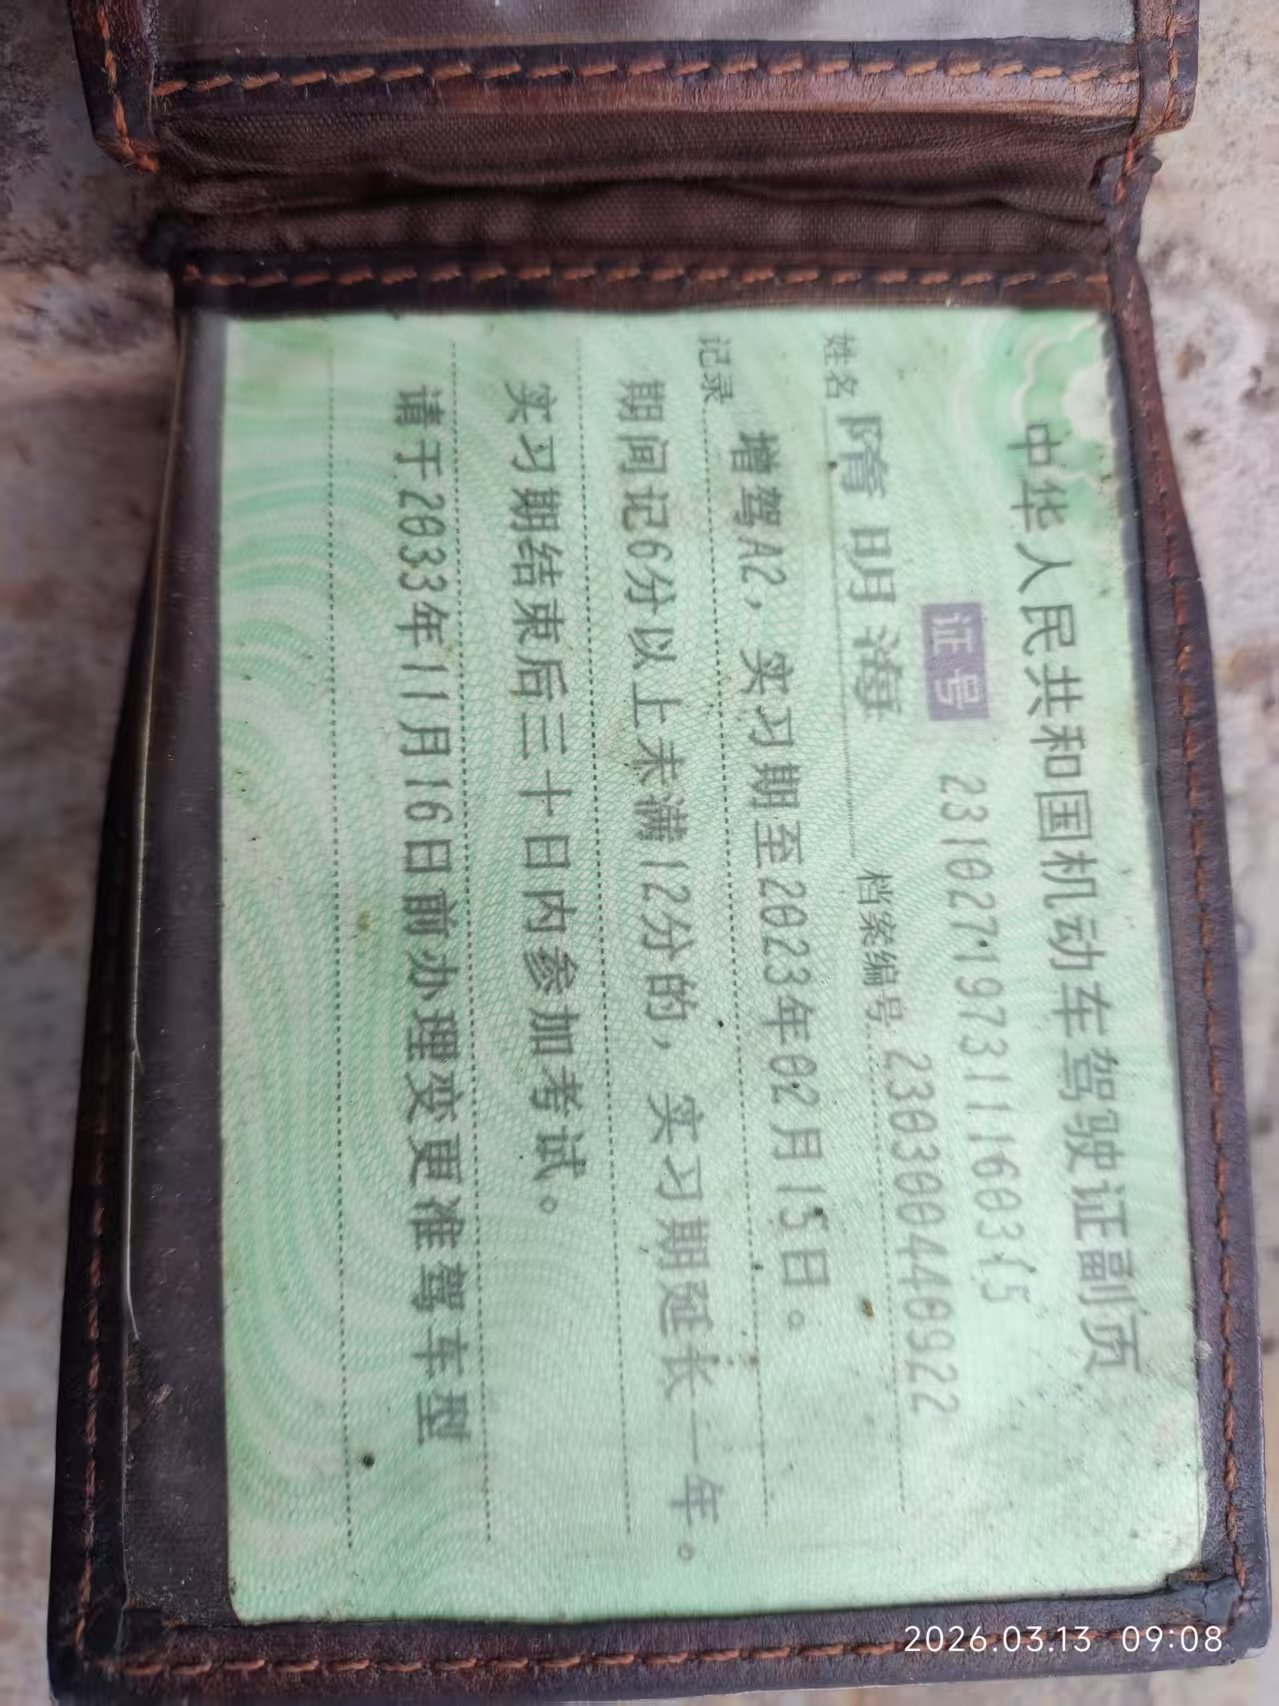 中华人民共和国机动车驾驶证副页
证号 231027197311160315
姓名 隋明海 档案编号 230300440922
记录 增驾A2，实习期至2023年02月15日。
期间记6分以上未满12分的，实习期延长一年。
实习期结束后三十日内参加考试。
请于2033年11月16日前办理变更准驾车型
2026.03.13 09:08